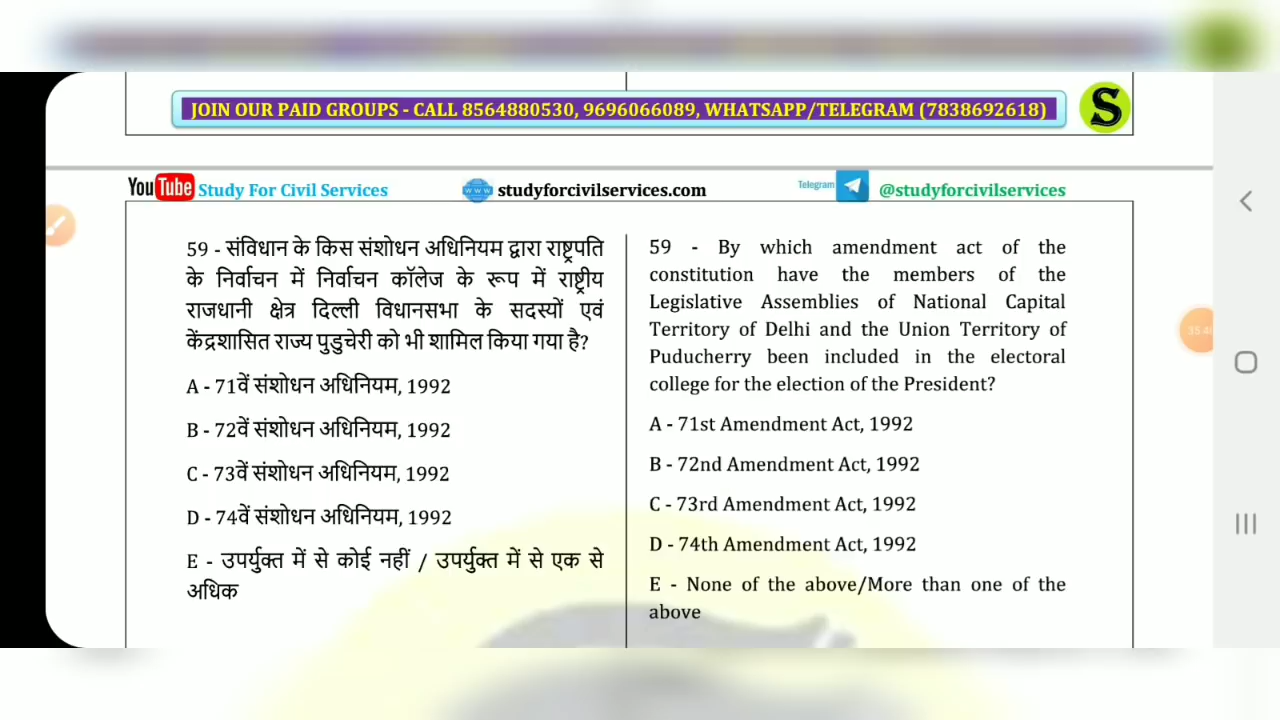 JOIN OUR PAID GROUPS - CALL 8564880530, 9696066089, WHATSAPP/TELEGRAM (7838692618)
S
YouTube Study For Civil Services
WWW studyforcivilservices.com
Telegram @studyforcivilservices
59 - संविधान के किस संशोधन अधिनियम द्वारा राष्ट्रपति
के निर्वाचन में निर्वाचन कॉलेज के रूप में राष्ट्रीय
राजधानी क्षेत्र दिल्ली विधानसभा के सदस्यों एवं
केंद्रशासित राज्य पुडुचेरी को भी शामिल किया गया है?
A - 71वें संशोधन अधिनियम, 1992
B - 72वें संशोधन अधिनियम, 1992
C - 73वें संशोधन अधिनियम, 1992
D - 74वें संशोधन अधिनियम, 1992
E - उपर्युक्त में से कोई नहीं / उपर्युक्त में से एक से
अधिक
59 - By which amendment act of the
constitution have the members of the
Legislative Assemblies of National Capital
Territory of Delhi and the Union Territory of
Puducherry been included in the electoral
college for the election of the President?
A - 71st Amendment Act, 1992
B - 72nd Amendment Act, 1992
C - 73rd Amendment Act, 1992
D - 74th Amendment Act, 1992
E - None of the above/More than one of the
above